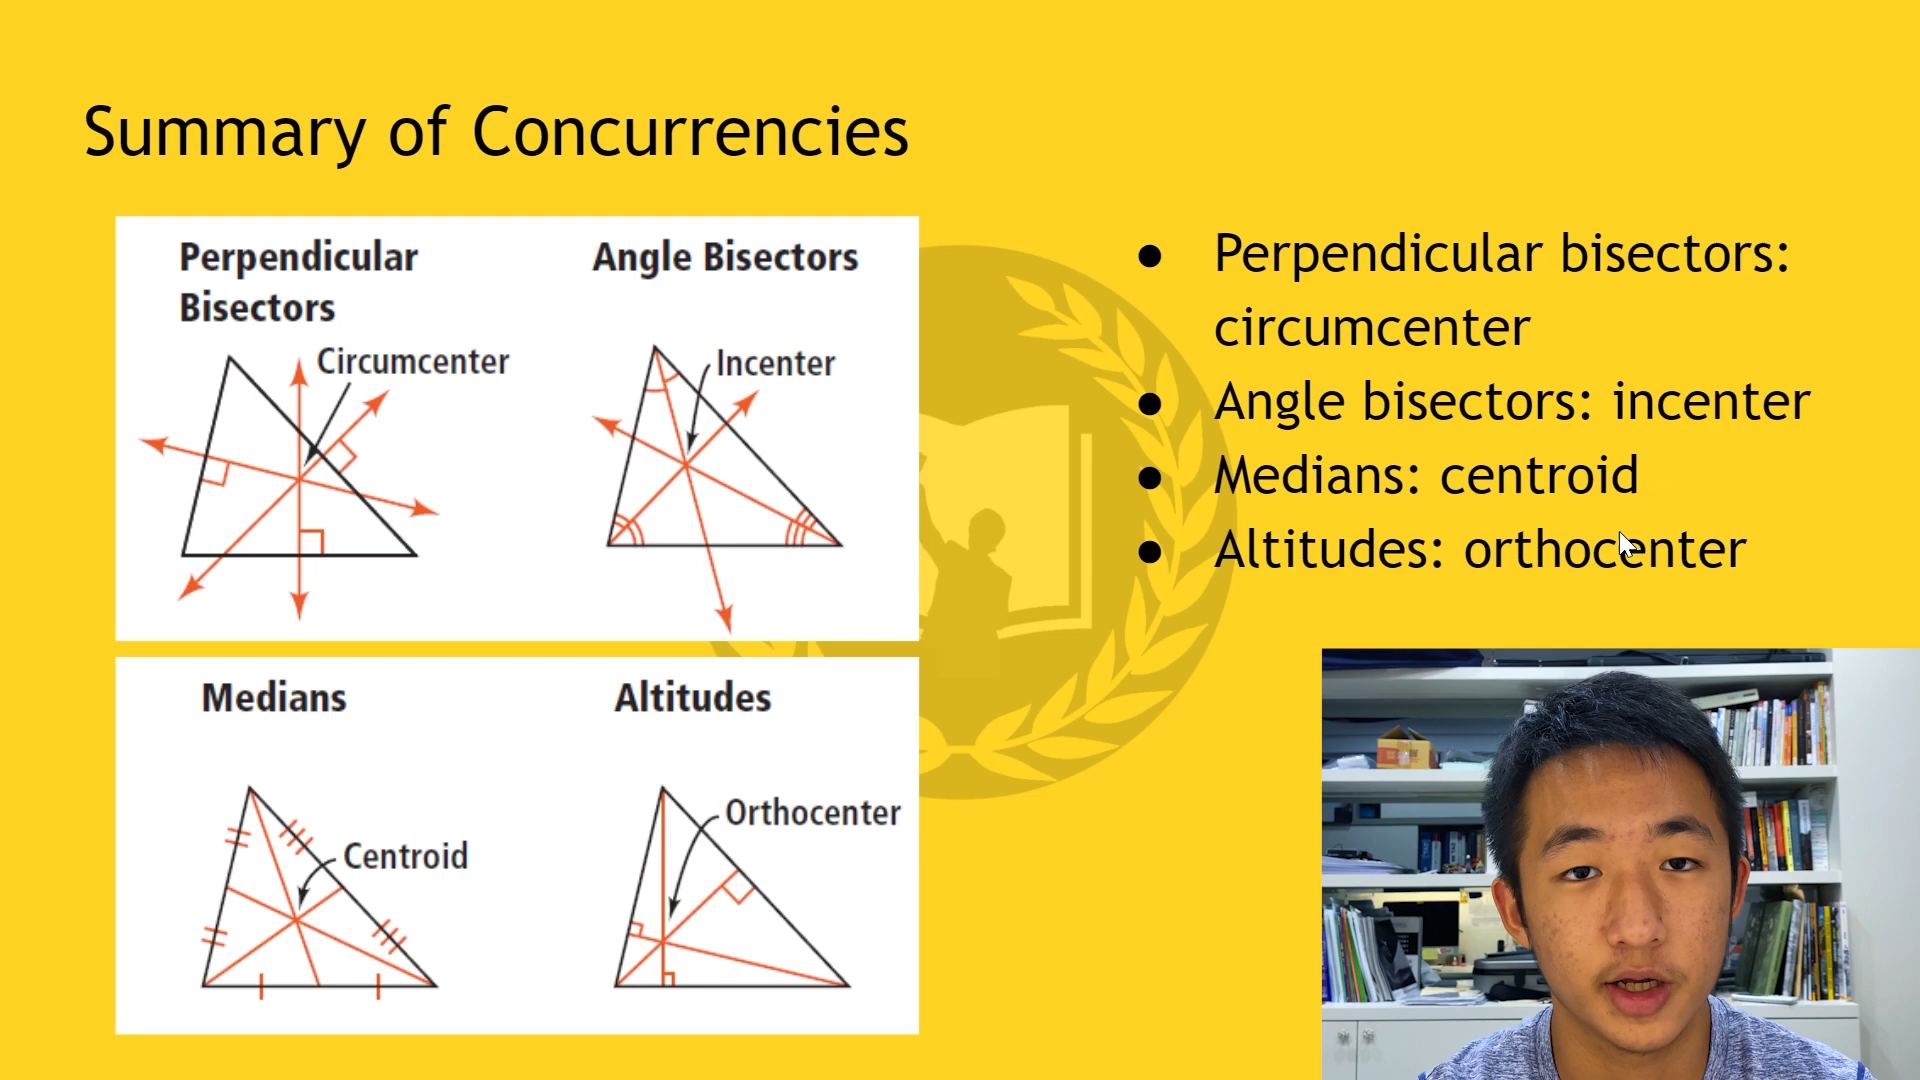 Summary of Concurrencies
Perpendicular
Bisectors
Circumcenter
Angle Bisectors
Incenter
Medians
Centroid
Altitudes
Orthocenter
● Perpendicular bisectors:
circumcenter
● Angle bisectors: incenter
● Medians: centroid
● Altitudes: orthocenter